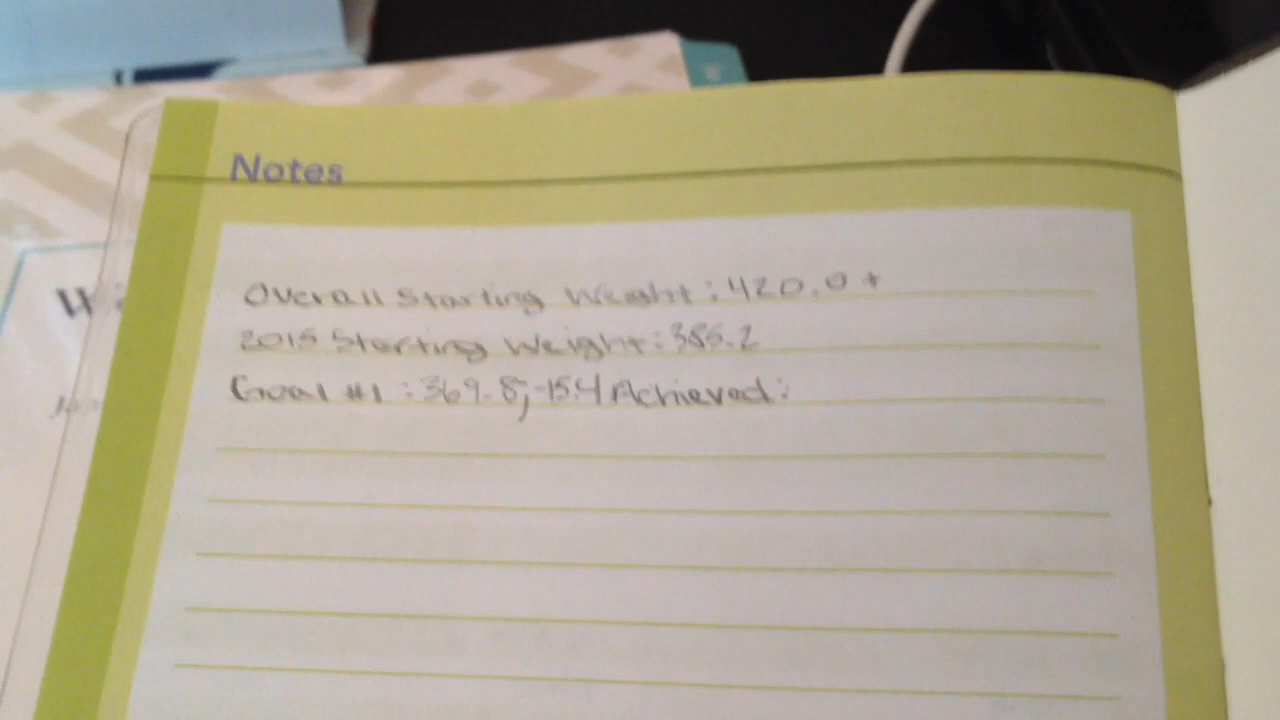 Notes
Overall Starting Weight: 420.0+
2015 Starting Weight: 385.2
Goal #1: 369.8; -15.4 Achieved: